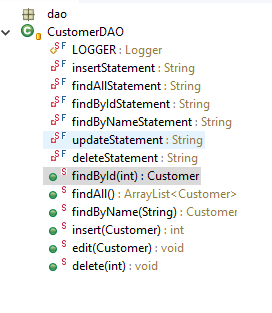 dao
CustomerDAO
S F LOGGER : Logger
S F insertStatement : String
S F findAllStatement : String
S F findByIdStatement : String
S F findByNameStatement : String
S F updateStatement : String
S F deleteStatement : String
S findById(int) : Customer
S findAll() : ArrayList<Customer>
S findByName(String) : Customer
S insert(Customer) : int
S edit(Customer) : void
S delete(int) : void